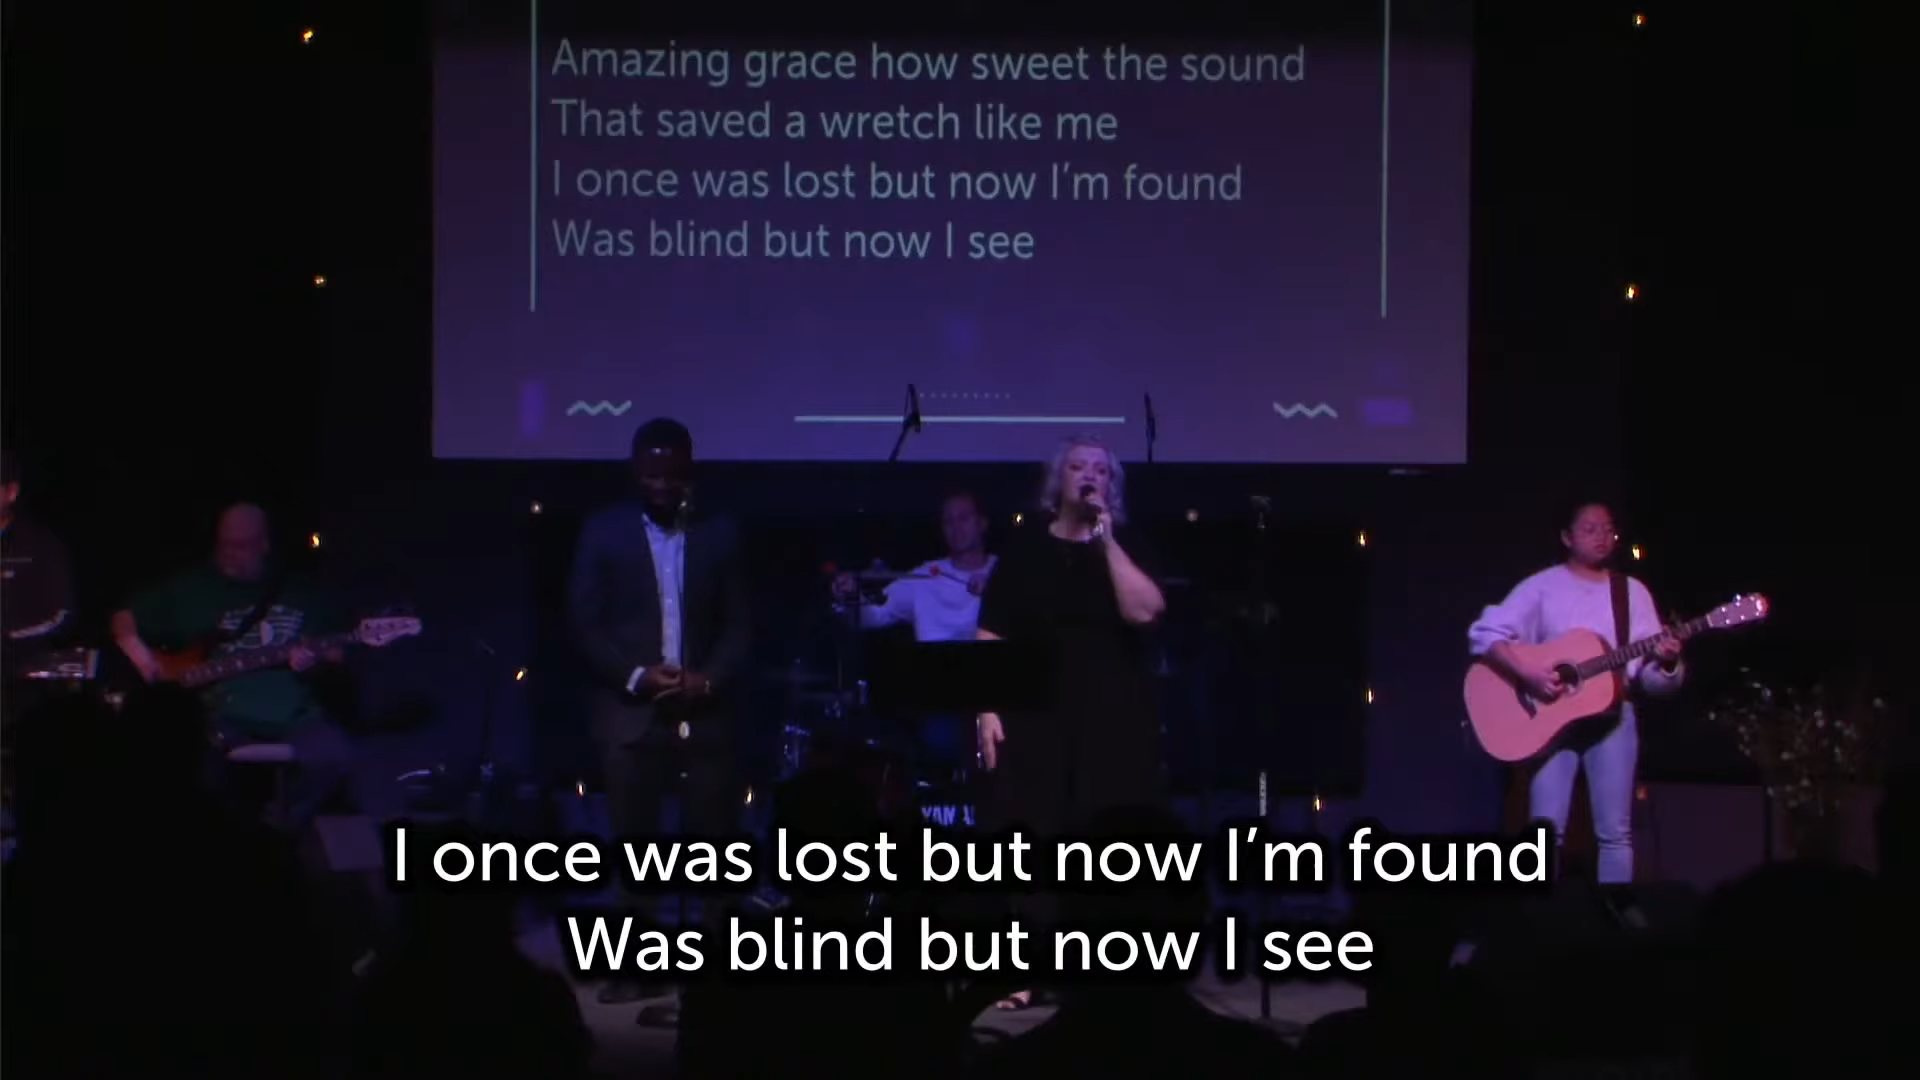 Amazing grace how sweet the sound
That saved a wretch like me
I once was lost but now I'm found
Was blind but now I see
I once was lost but now I'm found
Was blind but now I see